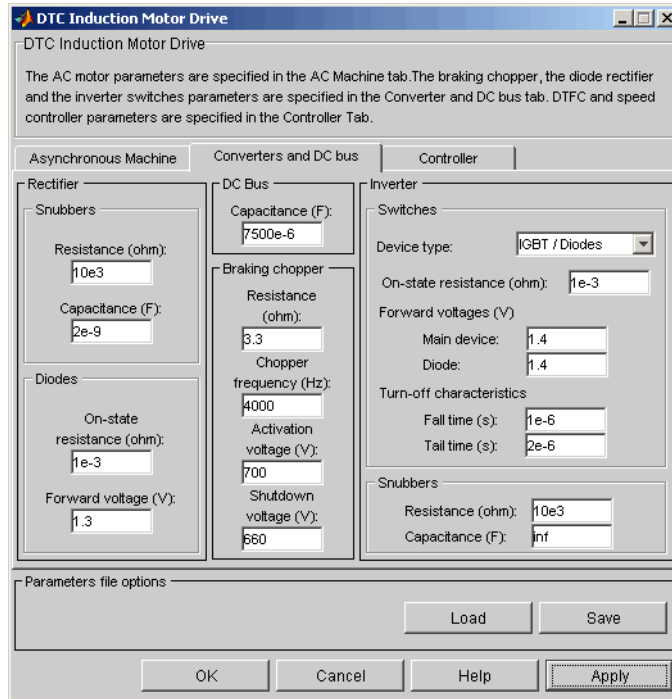 DTC Induction Motor Drive
DTC Induction Motor Drive
The AC motor parameters are specified in the AC Machine tab.The braking chopper, the diode rectifier
and the inverter switches parameters are specified in the Converter and DC bus tab. DTFC and speed
controller parameters are specified in the Controller Tab.
Asynchronous Machine
Converters and DC bus
Controller
Rectifier
Snubbers
Resistance (ohm):
10e3
Capacitance (F):
2e-9
Diodes
On-state
resistance (ohm):
1e-3
Forward voltage (V):
1.3
DC Bus
Capacitance (F):
7500e-6
Braking chopper
Resistance
(ohm):
3.3
Chopper
frequency (Hz):
4000
Activation
voltage (V):
700
Shutdown
voltage (V):
660
Inverter
Switches
Device type: IGBT / Diodes
On-state resistance (ohm): 1e-3
Forward voltages (V)
Main device: 1.4
Diode: 1.4
Turn-off characteristics
Fall time (s): 1e-6
Tail time (s): 2e-6
Snubbers
Resistance (ohm): 10e3
Capacitance (F): inf
Parameters file options
Load Save
OK Cancel Help Apply